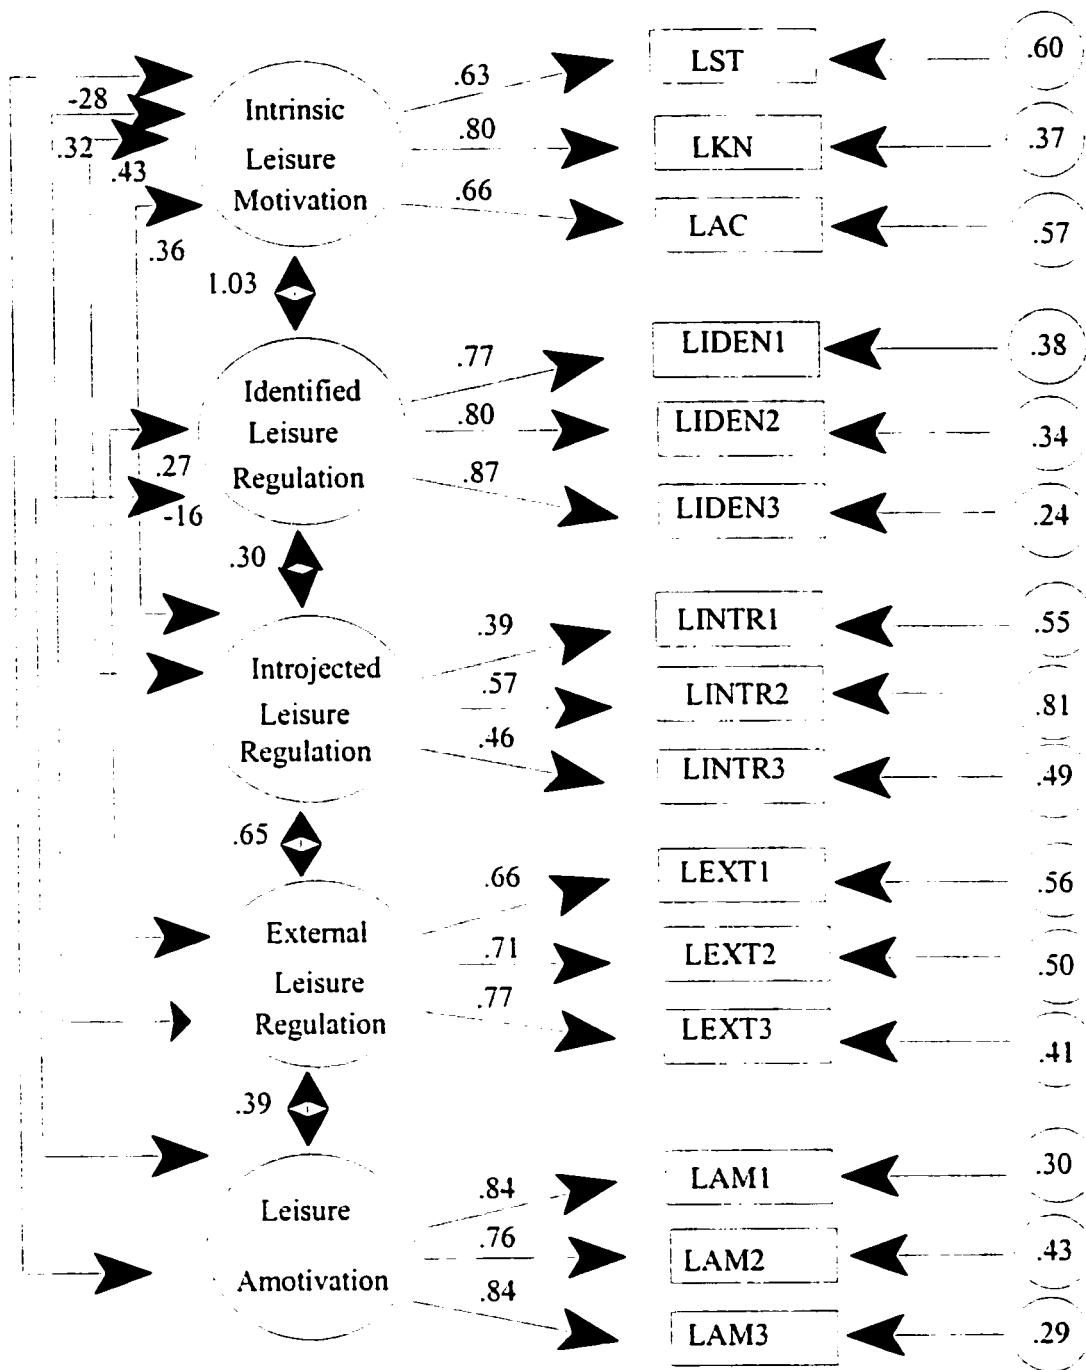 .63 LST .60
-28
Intrinsic
.32 .80 LKN .37
.43
Leisure
.66
Motivation
LAC .57
.36
1.03
.77 LIDEN1 .38
Identified
.80 LIDEN2 .34
Leisure
.27 .87
Regulation
-16 LIDEN3 .24
.30
.39 LINTR1 .55
Introjected
.57 LINTR2 .81
Leisure
.46
Regulation
LINTR3 .49
.65
.66 LEXT1 .56
External
.71 LEXT2 .50
Leisure
.77
Regulation
LEXT3 .41
.39
.84 LAM1 .30
Leisure
.76 LAM2 .43
Amotivation
.84
LAM3 .29